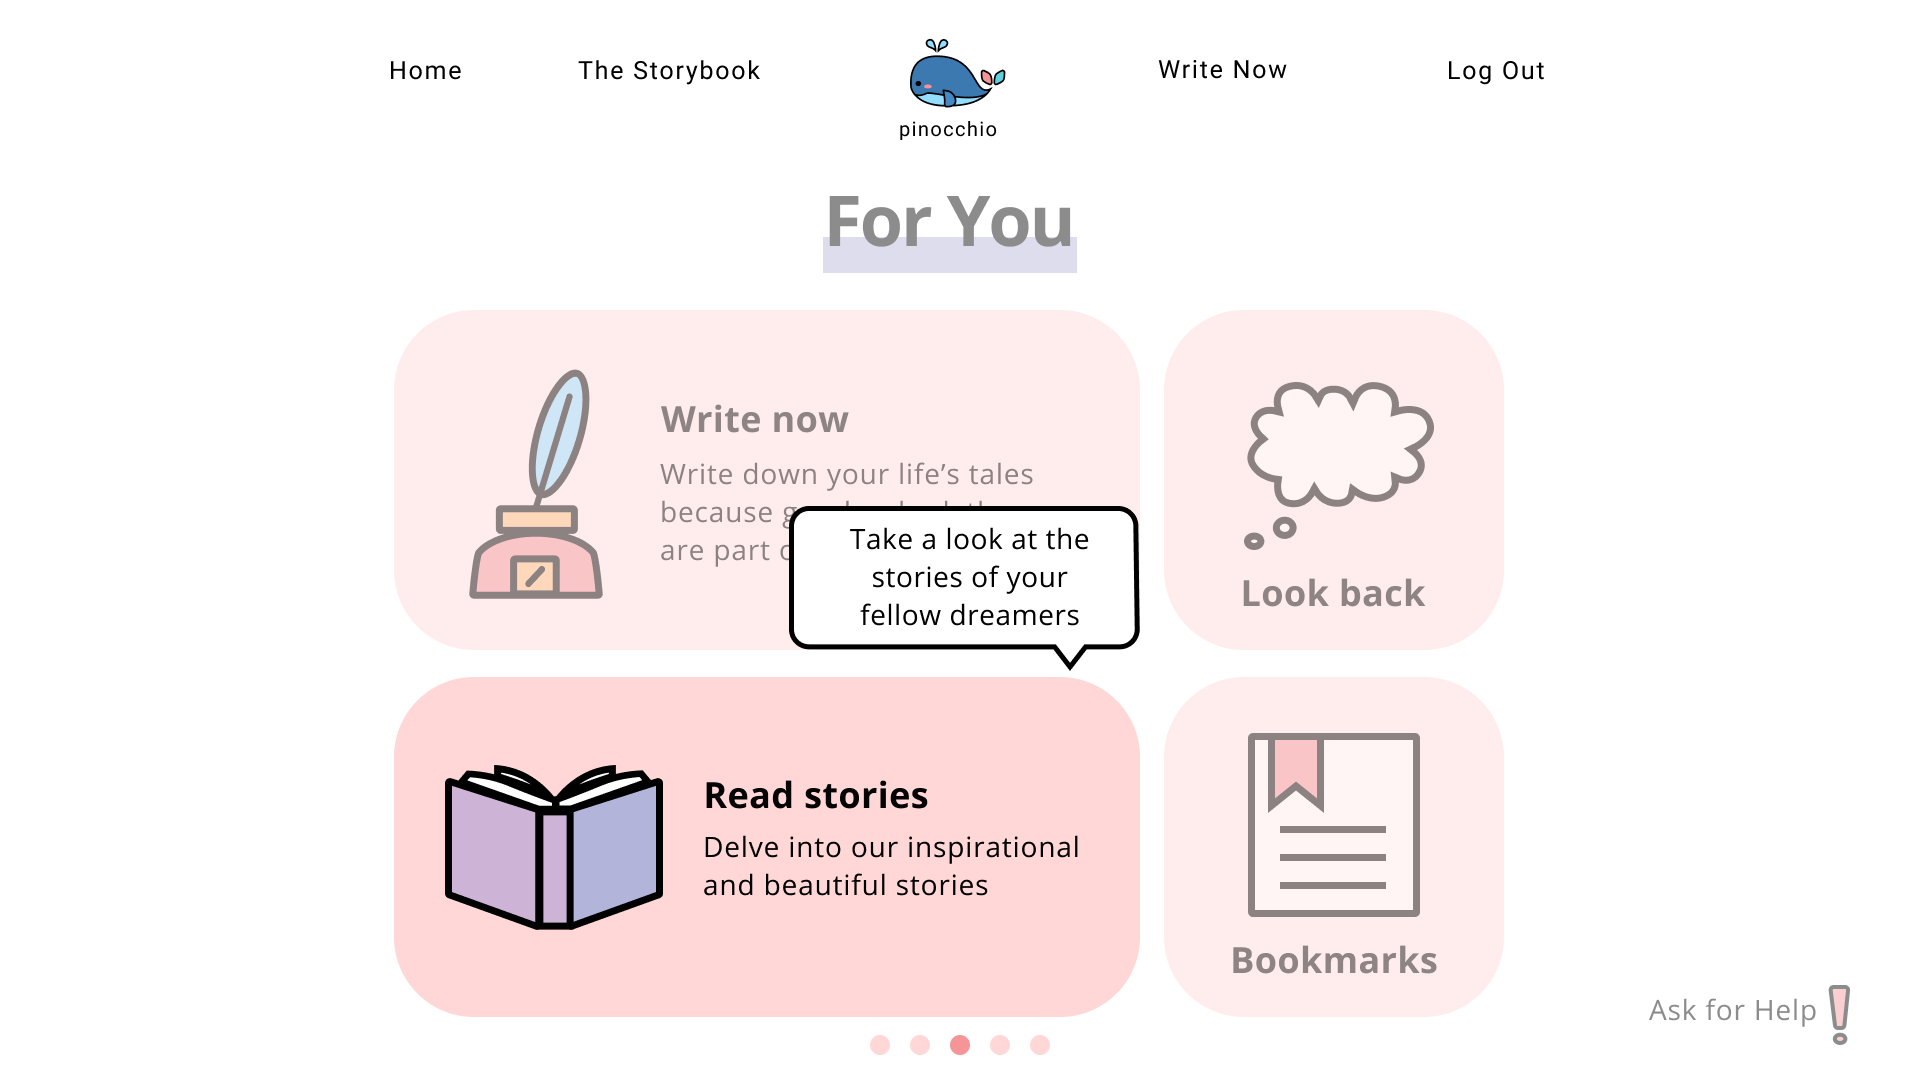 Home
The Storybook
Write Now
Log Out
pinocchio
For You
Write now
Write down your life's tales
because
are part
Take a look at the
stories of your
fellow dreamers
Look back
Read stories
Delve into our inspirational
and beautiful stories
Bookmarks
Ask for Help